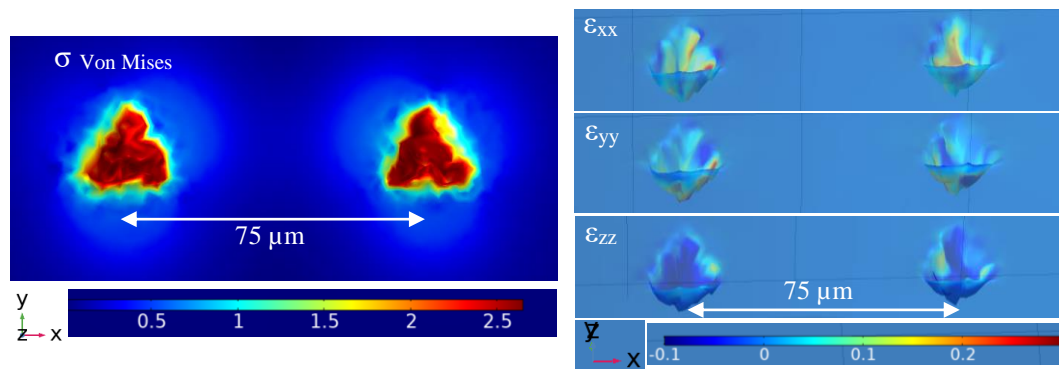 σ Von Mises
75 µm
y
z x
0.5 1 1.5 2 2.5
εxx
εyy
εzz
75 µm
x
-0.1 0 0.1 0.2